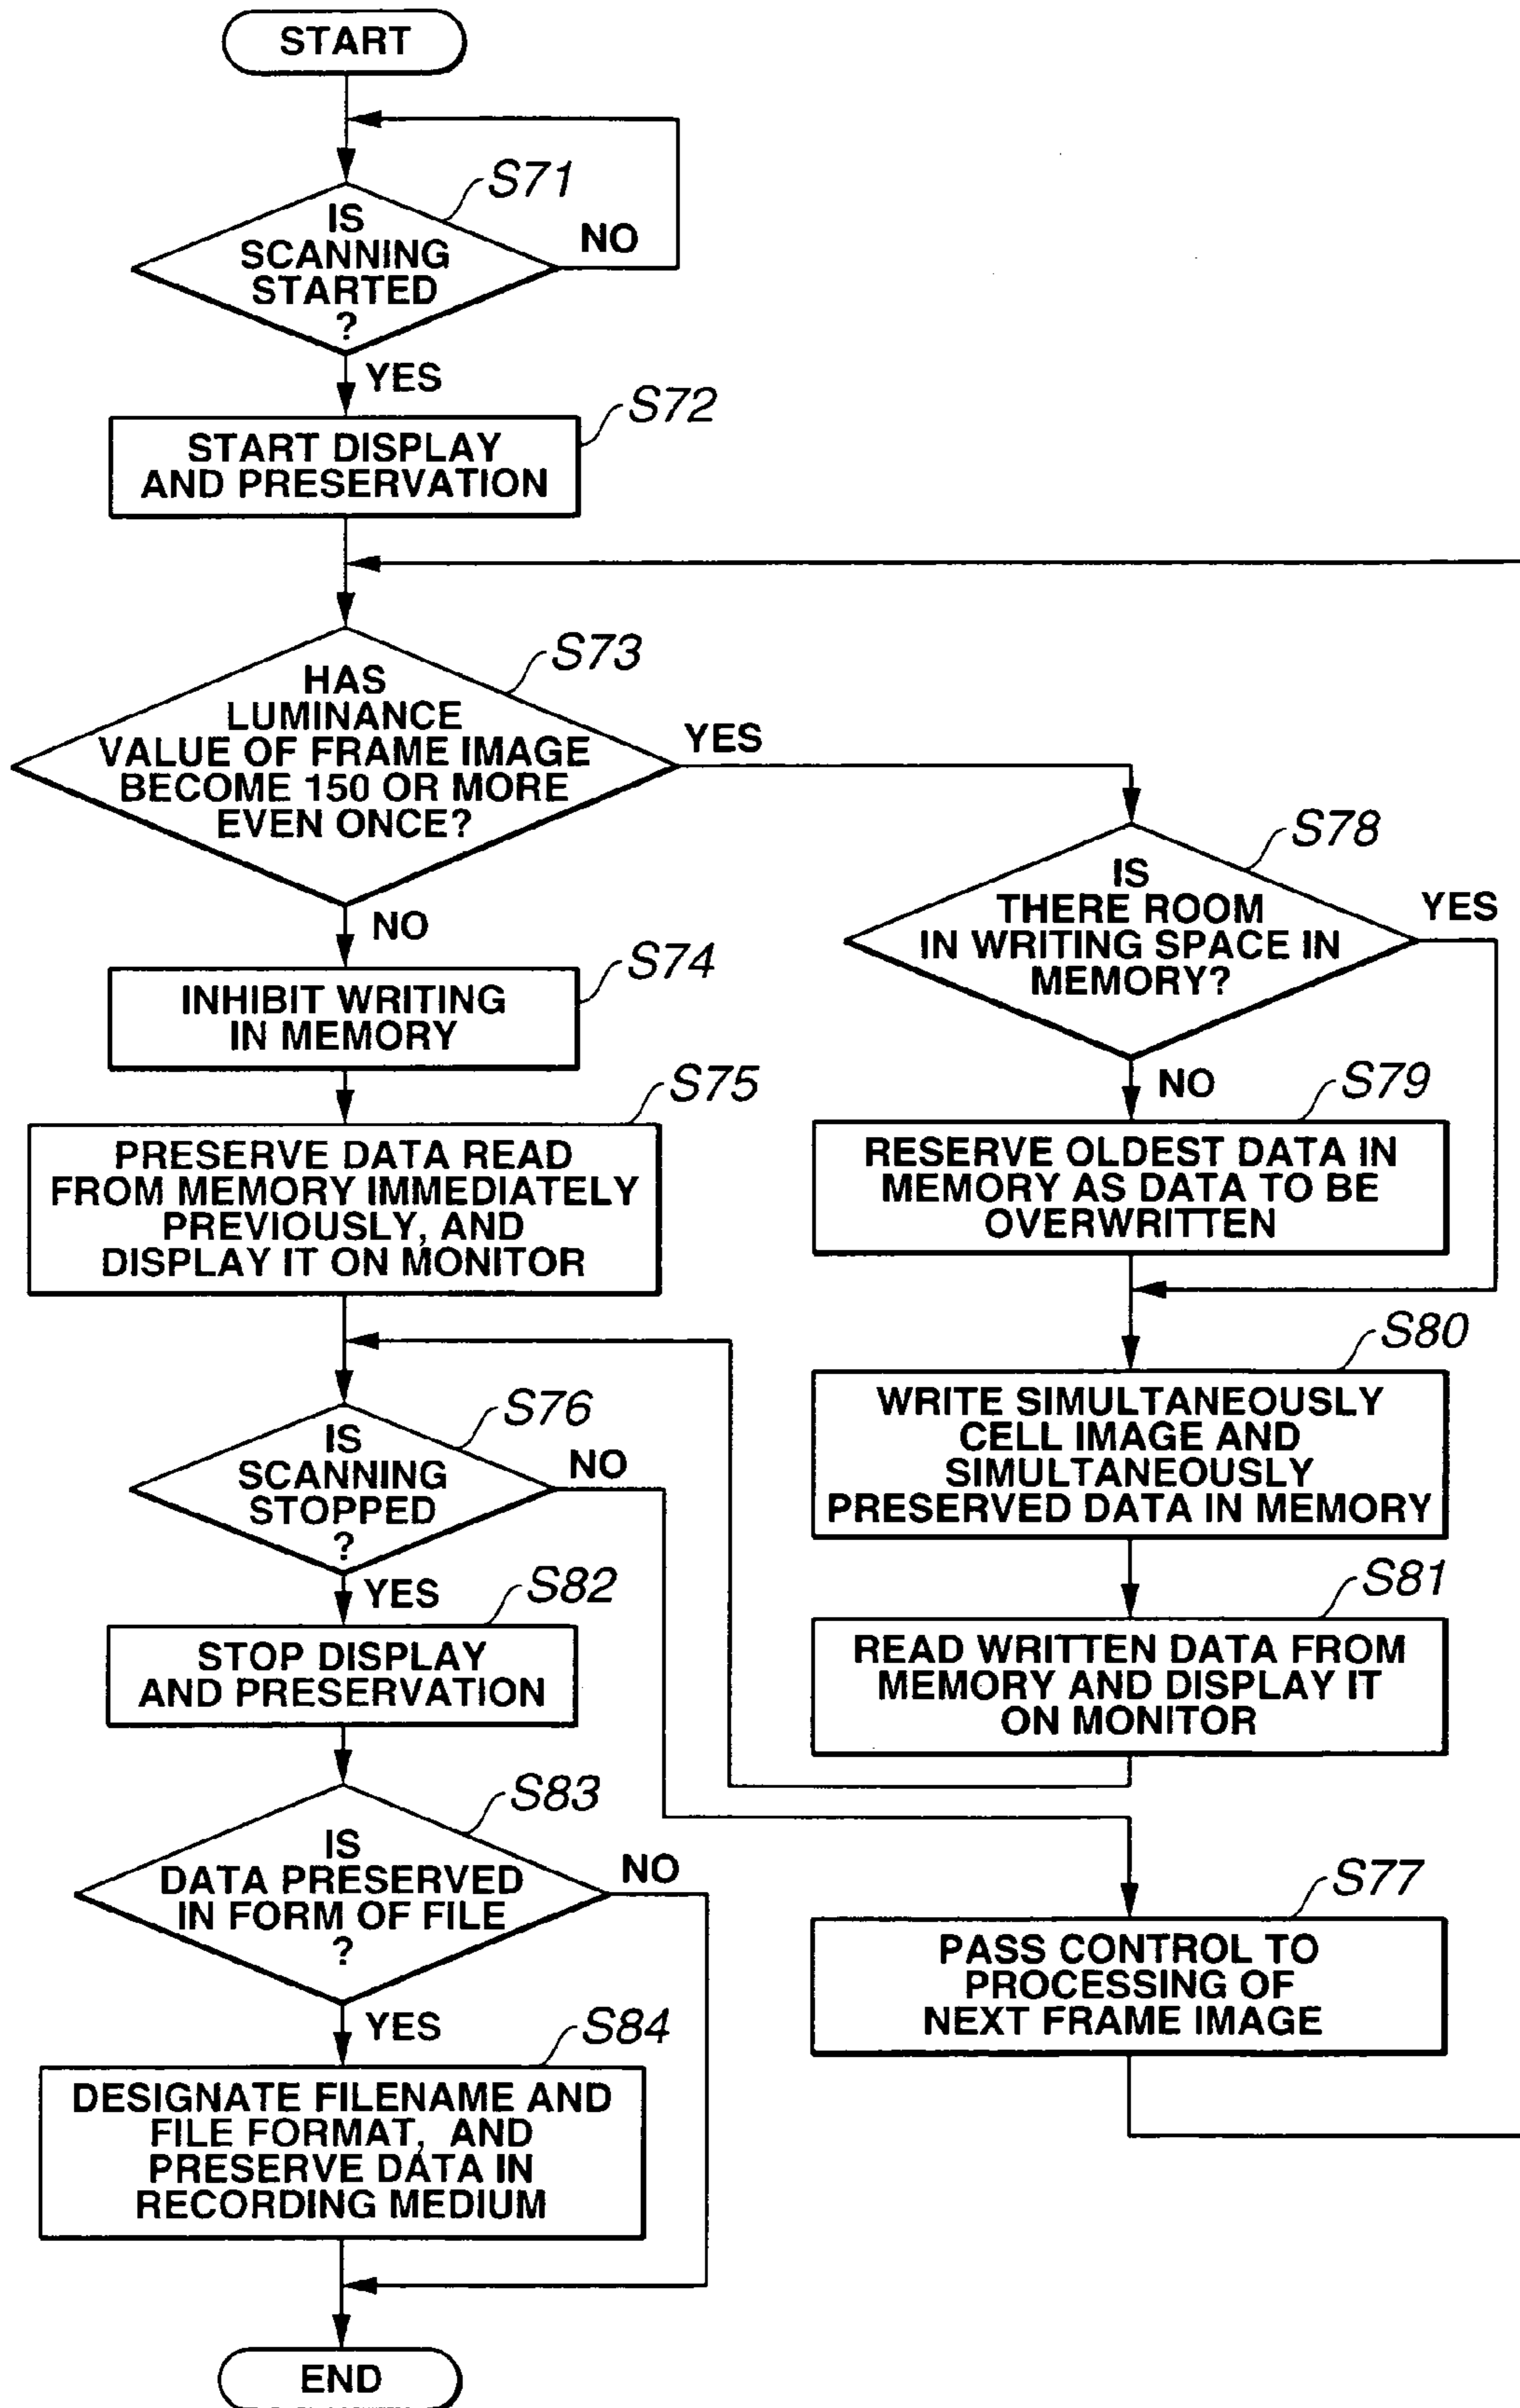 START
S71
IS
SCANNING
STARTED
?
NO
YES
S72
START DISPLAY
AND PRESERVATION
S73
HAS
LUMINANCE
VALUE OF FRAME IMAGE
BECOME 150 OR MORE
EVEN ONCE?
YES
NO
S74
INHIBIT WRITING
IN MEMORY
S75
PRESERVE DATA READ
FROM MEMORY IMMEDIATELY
PREVIOUSLY, AND
DISPLAY IT ON MONITOR
S76
IS
SCANNING
STOPPED
?
NO
YES
S82
STOP DISPLAY
AND PRESERVATION
S83
IS
DATA PRESERVED
IN FORM OF FILE
?
NO
YES
S84
DESIGNATE FILENAME AND
FILE FORMAT, AND
PRESERVE DATA IN
RECORDING MEDIUM
END
S78
IS
THERE ROOM
IN WRITING SPACE IN
MEMORY?
YES
NO
S79
RESERVE OLDEST DATA IN
MEMORY AS DATA TO BE
OVERWRITTEN
S80
WRITE SIMULTANEOUSLY
CELL IMAGE AND
SIMULTANEOUSLY
PRESERVED DATA IN MEMORY
S81
READ WRITTEN DATA FROM
MEMORY AND DISPLAY IT
ON MONITOR
S77
PASS CONTROL TO
PROCESSING OF
NEXT FRAME IMAGE